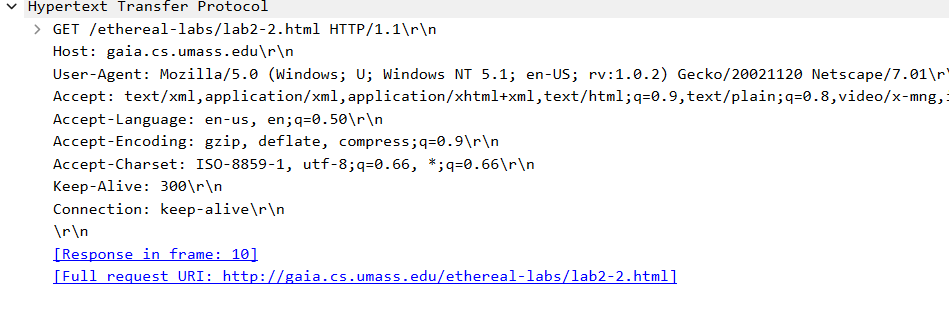 Hypertext Transfer Protocol
GET /ethereal-labs/lab2-2.html HTTP/1.1\r\n
Host: gaia.cs.umass.edu\r\n
User-Agent: Mozilla/5.0 (Windows; U; Windows NT 5.1; en-US; rv:1.0.2) Gecko/20021120 Netscape/7.01\r\
Accept: text/xml,application/xml,application/xhtml+xml,text/html;q=0.9,text/plain;q=0.8,video/x-mng,
Accept-Language: en-us, en;q=0.50\r\n
Accept-Encoding: gzip, deflate, compress;q=0.9\r\n
Accept-Charset: ISO-8859-1, utf-8;q=0.66, *;q=0.66\r\n
Keep-Alive: 300\r\n
Connection: keep-alive\r\n
\r\n
[Response in frame: 10]
[Full request URI: http://gaia.cs.umass.edu/ethereal-labs/lab2-2.html]